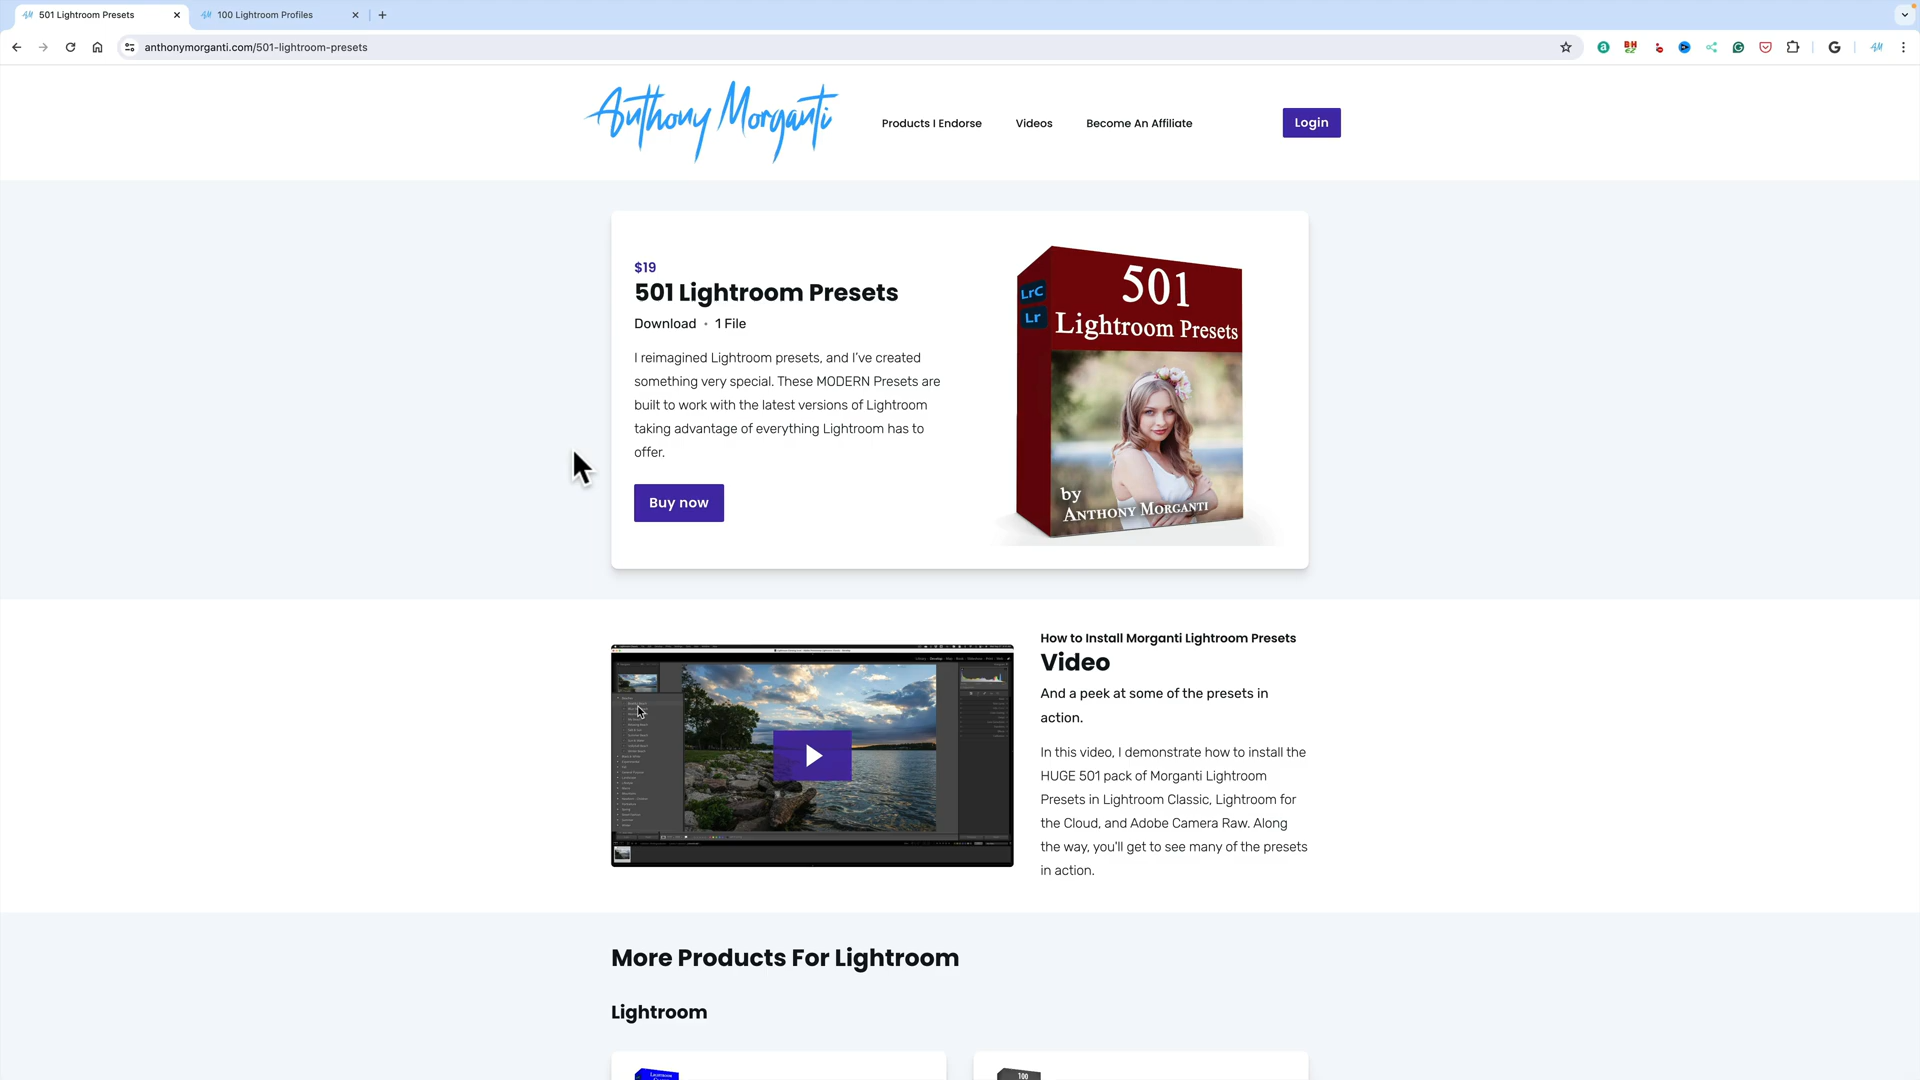 501 Lightroom Presets
100 Lightroom Profiles
anthonymorganti.com/501-lightroom-presets
Anthony Morganti
Products I Endorse
Videos
Become An Affiliate
Login
$19
501 Lightroom Presets
Download • 1 File
I reimagined Lightroom presets, and I've created
something very special. These MODERN Presets are
built to work with the latest versions of Lightroom
taking advantage of everything Lightroom has to
offer.
Buy now
LrC
Lr
501
Lightroom Presets
by
ANTHONY MORGANTI
How to Install Morganti Lightroom Presets
Video
And a peek at some of the presets in
action.
In this video, I demonstrate how to install the
HUGE 501 pack of Morganti Lightroom
Presets in Lightroom Classic, Lightroom for
the Cloud, and Adobe Camera Raw. Along
the way, you'll get to see many of the presets
in action.
More Products For Lightroom
Lightroom
100